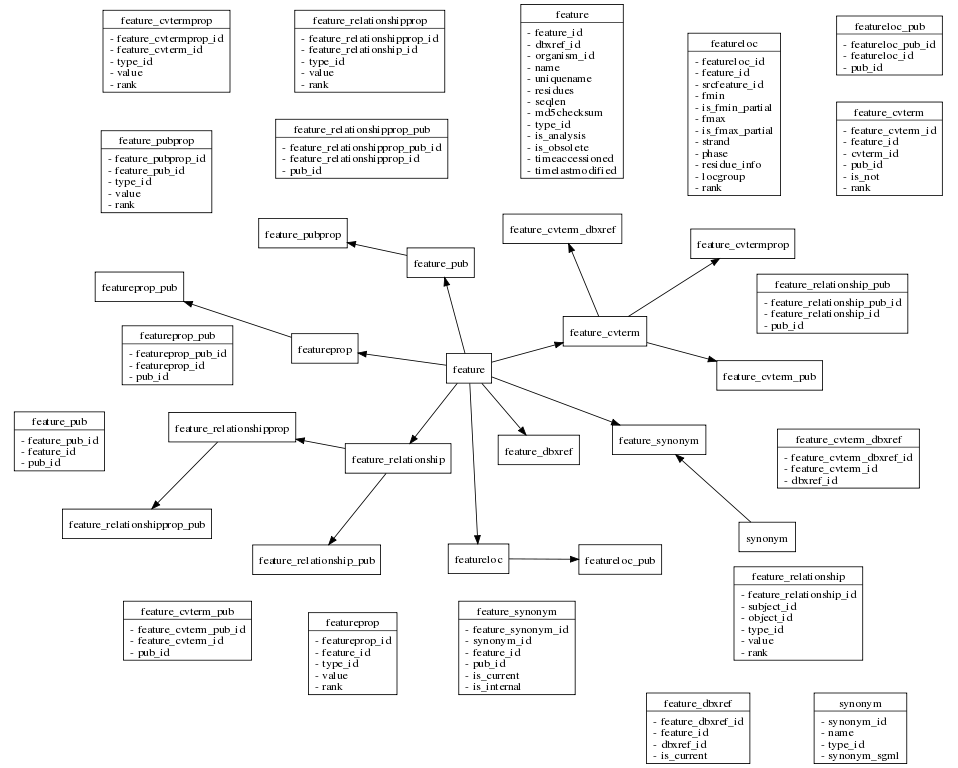 feature_cvtermprop
- feature_cvtermprop_id
- feature_cvterm_id
- type_id
- value
- rank
feature_relationshipprop
- feature_relationshipprop_id
- feature_relationship_id
- type_id
- value
- rank
feature
- feature_id
- dbxref_id
- organism_id
- name
- uniquename
- residues
- seqlen
- md5checksum
- type_id
- is_analysis
- is_obsolete
- timeaccessioned
- timelastmodified
featureloc
- featureloc_id
- feature_id
- srcfeature_id
- fmin
- is_fmin_partial
- fmax
- is_fmax_partial
- strand
- phase
- residue_info
- locgroup
- rank
featureloc_pub
- featureloc_pub_id
- featureloc_id
- pub_id
feature_cvterm
- feature_cvterm_id
- feature_id
- cvterm_id
- pub_id
- is_not
- rank
feature_pubprop
- feature_pubprop_id
- feature_pub_id
- type_id
- value
- rank
feature_relationshipprop_pub
- feature_relationshipprop_pub_id
- feature_relationshipprop_id
- pub_id
feature_pubprop
feature_pub
feature_cvterm_dbxref
feature_cvtermprop
featureprop_pub
feature_relationship_pub
- feature_relationship_pub_id
- feature_relationship_id
- pub_id
featureprop_pub
- featureprop_pub_id
- featureprop_id
- pub_id
featureprop
feature_cvterm
feature
feature_cvterm_pub
feature_pub
- feature_pub_id
- feature_id
- pub_id
feature_relationshipprop
feature_relationship
feature_dbxref
feature_synonym
feature_cvterm_dbxref
- feature_cvterm_dbxref_id
- feature_cvterm_id
- dbxref_id
feature_relationshipprop_pub
feature_relationship_pub
featureloc
featureloc_pub
synonym
feature_relationship
- feature_relationship_id
- subject_id
- object_id
- type_id
- value
- rank
feature_cvterm_pub
- feature_cvterm_pub_id
- feature_cvterm_id
- pub_id
featureprop
- featureprop_id
- feature_id
- type_id
- value
- rank
feature_synonym
- feature_synonym_id
- synonym_id
- feature_id
- pub_id
- is_current
- is_internal
feature_dbxref
- feature_dbxref_id
- feature_id
- dbxref_id
- is_current
synonym
- synonym_id
- name
- type_id
- synonym_sgml